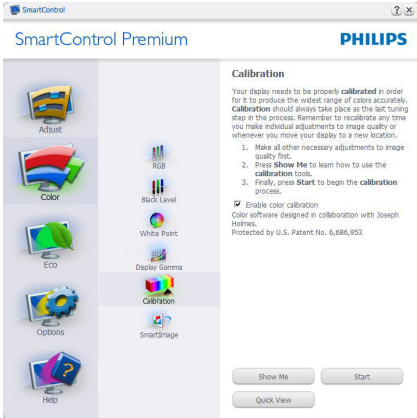 SmartControl
SmartControl Premium
PHILIPS
Adjust
Color
Eco
Options
Help
RGB
Black Level
White Point
Display Gamma
Calibration
SmartImage
Calibration
Your display needs to be properly calibrated in order
for it to produce the widest range of colors accurately.
Calibration should always take place as the last tuning
step in the process. Remember to recalibrate any time
you make individual adjustments to image quality or
whenever you move your display to a new location.
1. Make all other necessary adjustments to image
quality first.
2. Press Show Me to learn how to use the
calibration tools.
3. Finally, press Start to begin the calibration
process.
Enable color calibration
Color software designed in collaboration with Joseph
Holmes.
Protected by U.S. Patent No. 6,686,953
Show Me
Start
Quick View